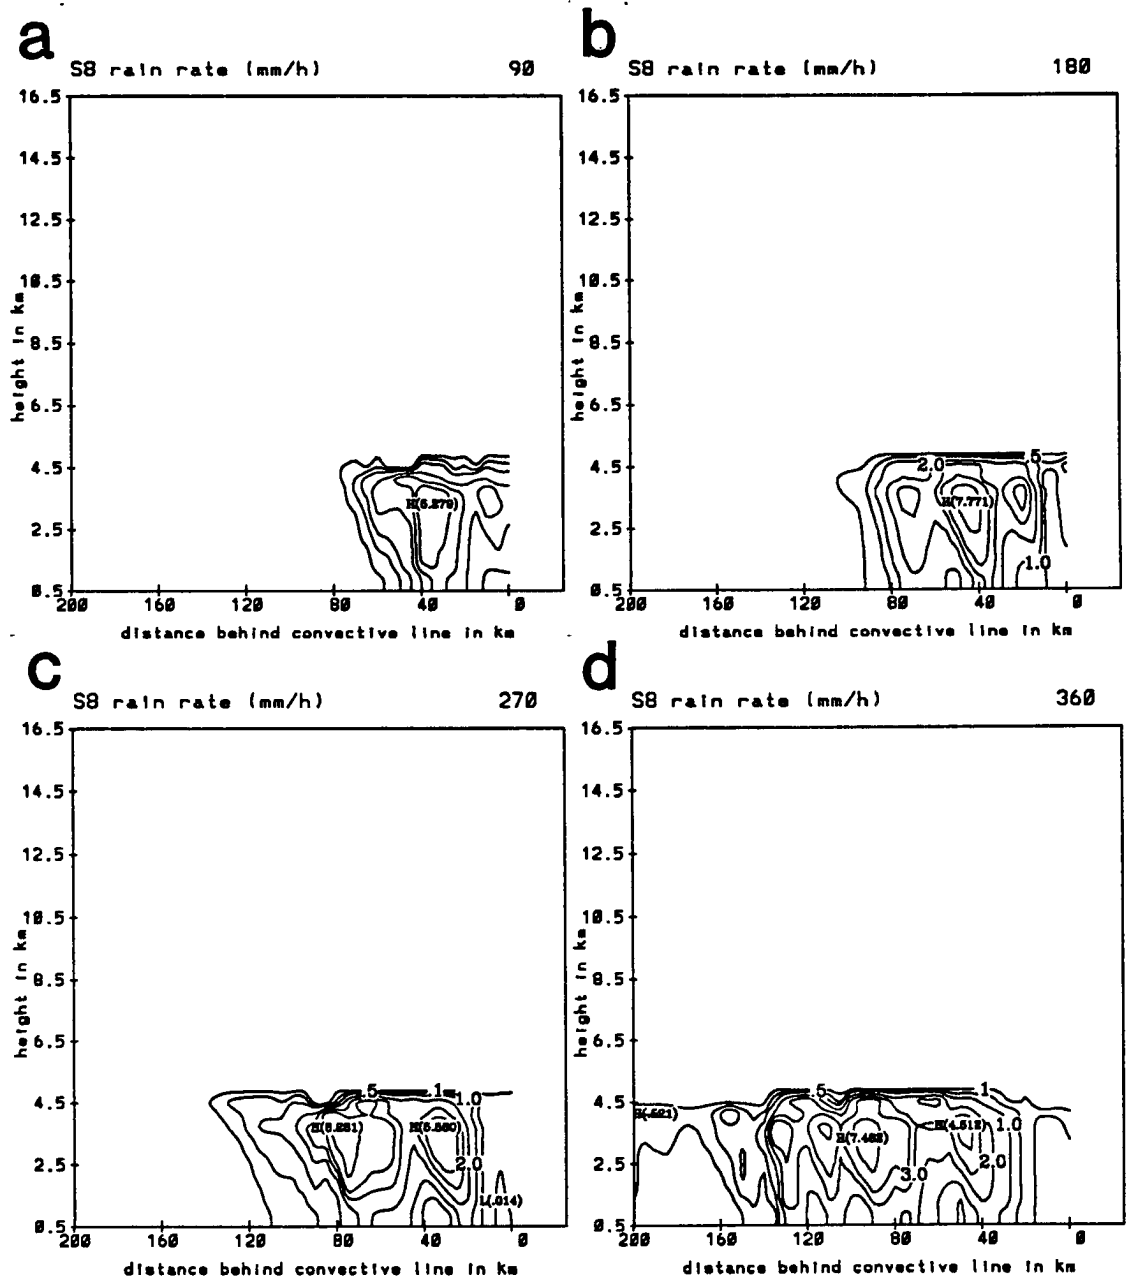 a
S8 rain rate (mm/h) 90
16.5
14.5
12.5
10.5
8.5
6.5
4.5
2.5
0.5
height in km
H(5.279)
200 160 120 80 40 0
distance behind convective line in km
b
S8 rain rate (mm/h) 180
16.5
14.5
12.5
10.5
8.5
6.5
4.5
2.5
0.5
height in km
2.0 .5
H(7.771)
1.0
200 160 120 80 40 0
distance behind convective line in km
c
S8 rain rate (mm/h) 270
16.5
14.5
12.5
10.5
8.5
6.5
4.5
2.5
0.5
height in km
.5 .1 1.0
2.0
L(.014)
200 160 120 80 40 0
distance behind convective line in km
d
S8 rain rate (mm/h) 360
16.5
14.5
12.5
10.5
8.5
6.5
4.5
2.5
0.5
height in km
.5 .1
H(.521)
H(4.512) 1.0
H(7.462)
2.0
3.0
200 160 120 80 40 0
distance behind convective line in km